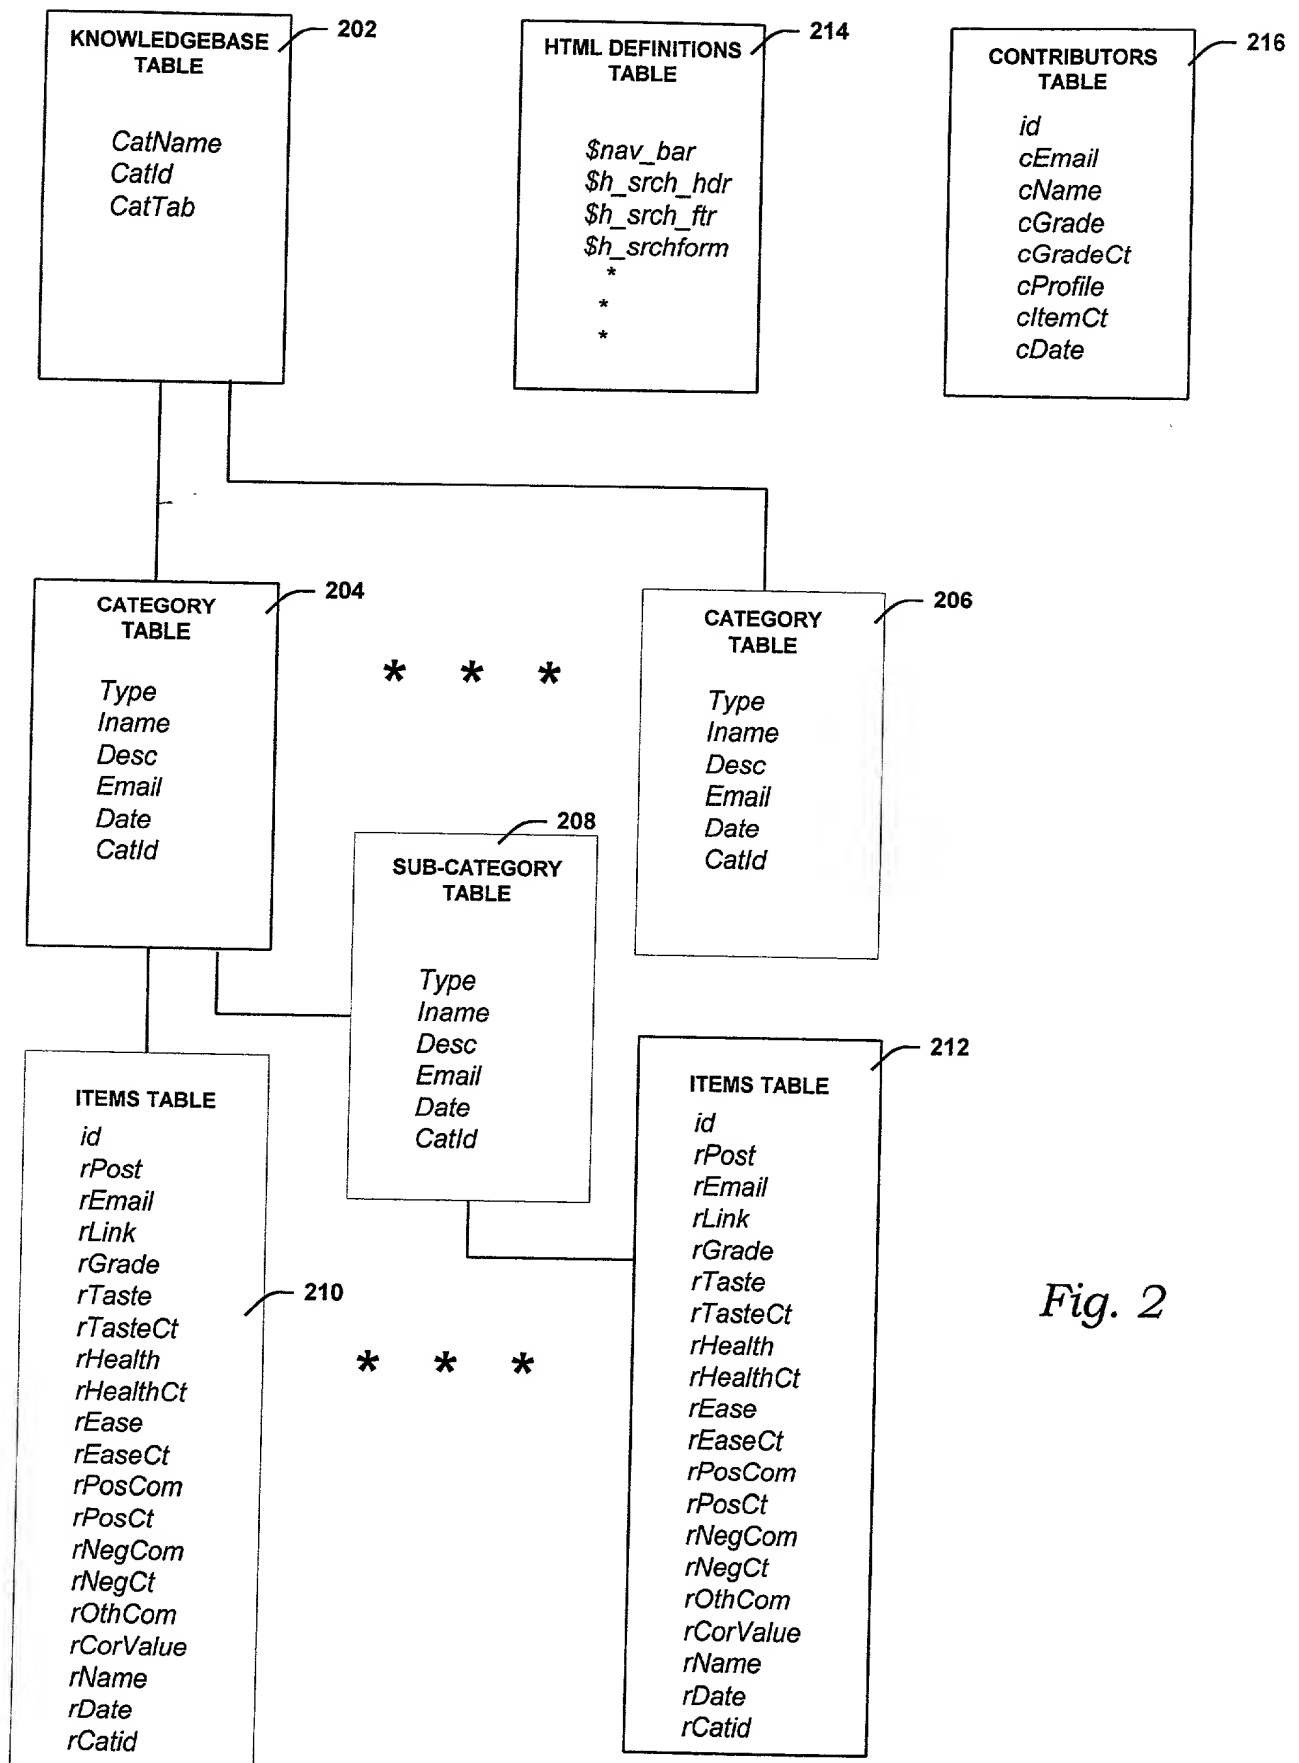 KNOWLEDGEBASE
TABLE
CatName
CatId
CatTab
202
HTML DEFINITIONS
TABLE
$nav_bar
$h_srch_hdr
$h_srch_ftr
$h_srchform
*
*
*
214
CONTRIBUTORS
TABLE
id
cEmail
cName
cGrade
cGradeCt
cProfile
cItemCt
cDate
216
CATEGORY
TABLE
Type
Iname
Desc
Email
Date
CatId
204
* * *
CATEGORY
TABLE
Type
Iname
Desc
Email
Date
CatId
206
SUB-CATEGORY
TABLE
Type
Iname
Desc
Email
Date
CatId
208
ITEMS TABLE
id
rPost
rEmail
rLink
rGrade
rTaste
rTasteCt
rHealth
rHealthCt
rEase
rEaseCt
rPosCom
rPosCt
rNegCom
rNegCt
rOthCom
rCorValue
rName
rDate
rCatid
210
* * *
ITEMS TABLE
id
rPost
rEmail
rLink
rGrade
rTaste
rTasteCt
rHealth
rHealthCt
rEase
rEaseCt
rPosCom
rPosCt
rNegCom
rNegCt
rOthCom
rCorValue
rName
rDate
rCatid
212
Fig. 2